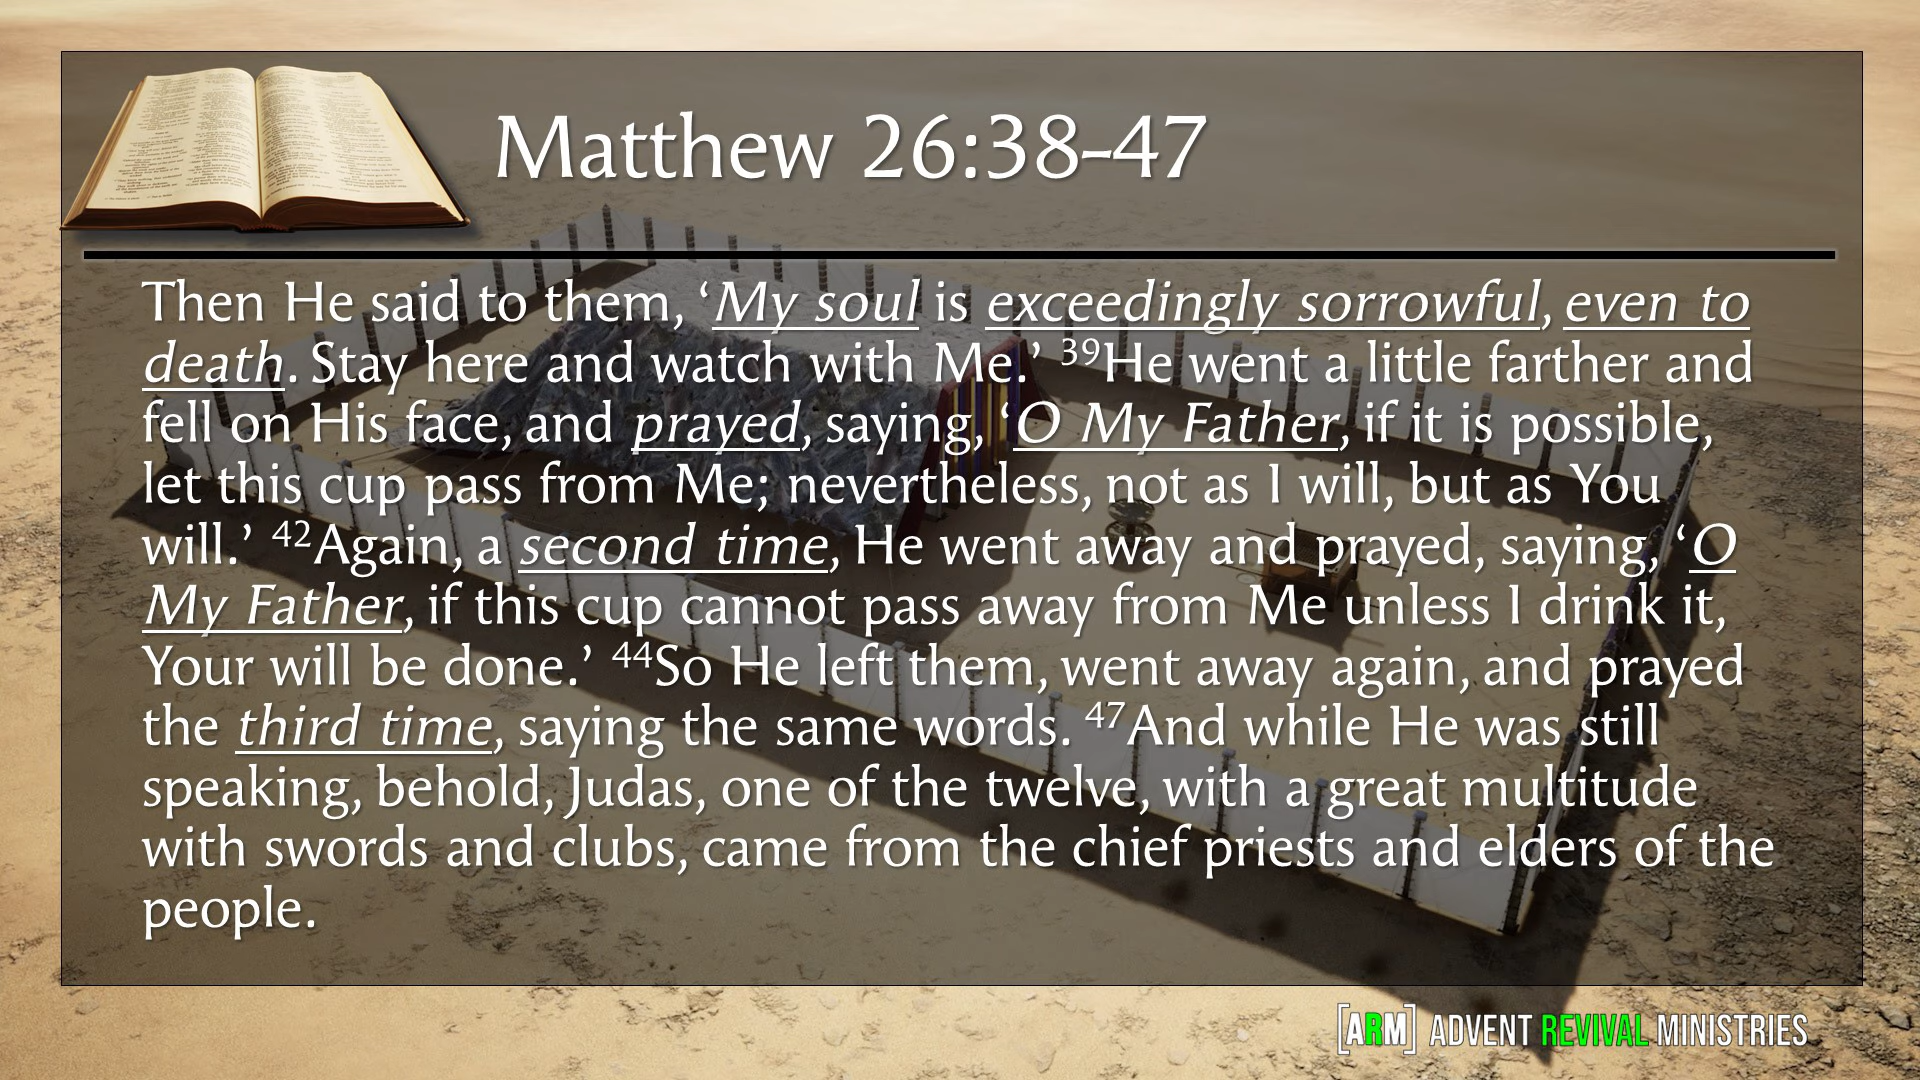 Matthew 26:38-47
Then He said to them, ‘My soul is exceedingly sorrowful, even to
death. Stay here and watch with Me.’ ³⁹He went a little farther and
fell on His face, and prayed, saying, ‘O My Father, if it is possible,
let this cup pass from Me; nevertheless, not as I will, but as You
will.’ ⁴²Again, a second time, He went away and prayed, saying, ‘O
My Father, if this cup cannot pass away from Me unless I drink it,
Your will be done.’ ⁴⁴So He left them, went away again, and prayed
the third time, saying the same words. ⁴⁷And while He was still
speaking, behold, Judas, one of the twelve, with a great multitude
with swords and clubs, came from the chief priests and elders of the
people.
[ARM] ADVENT REVIVAL MINISTRIES